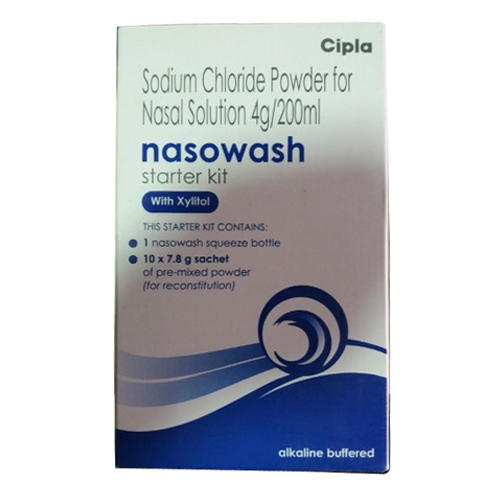 Cipla
Sodium Chloride Powder for
Nasal Solution 4g/200ml
nasowash
starter kit
With Xylitol
THIS STARTER KIT CONTAINS:
1 nasowash squeeze bottle
10 x 7.8 g sachet
of pre-mixed powder
(for reconstitution)
alkaline buffered